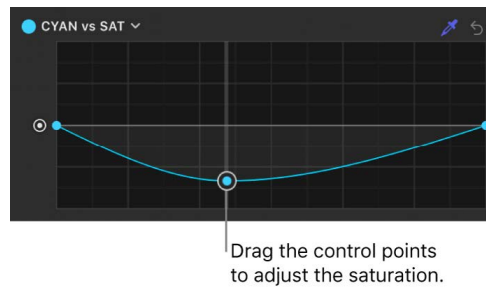 CYAN vs SAT
Drag the control points
to adjust the saturation.